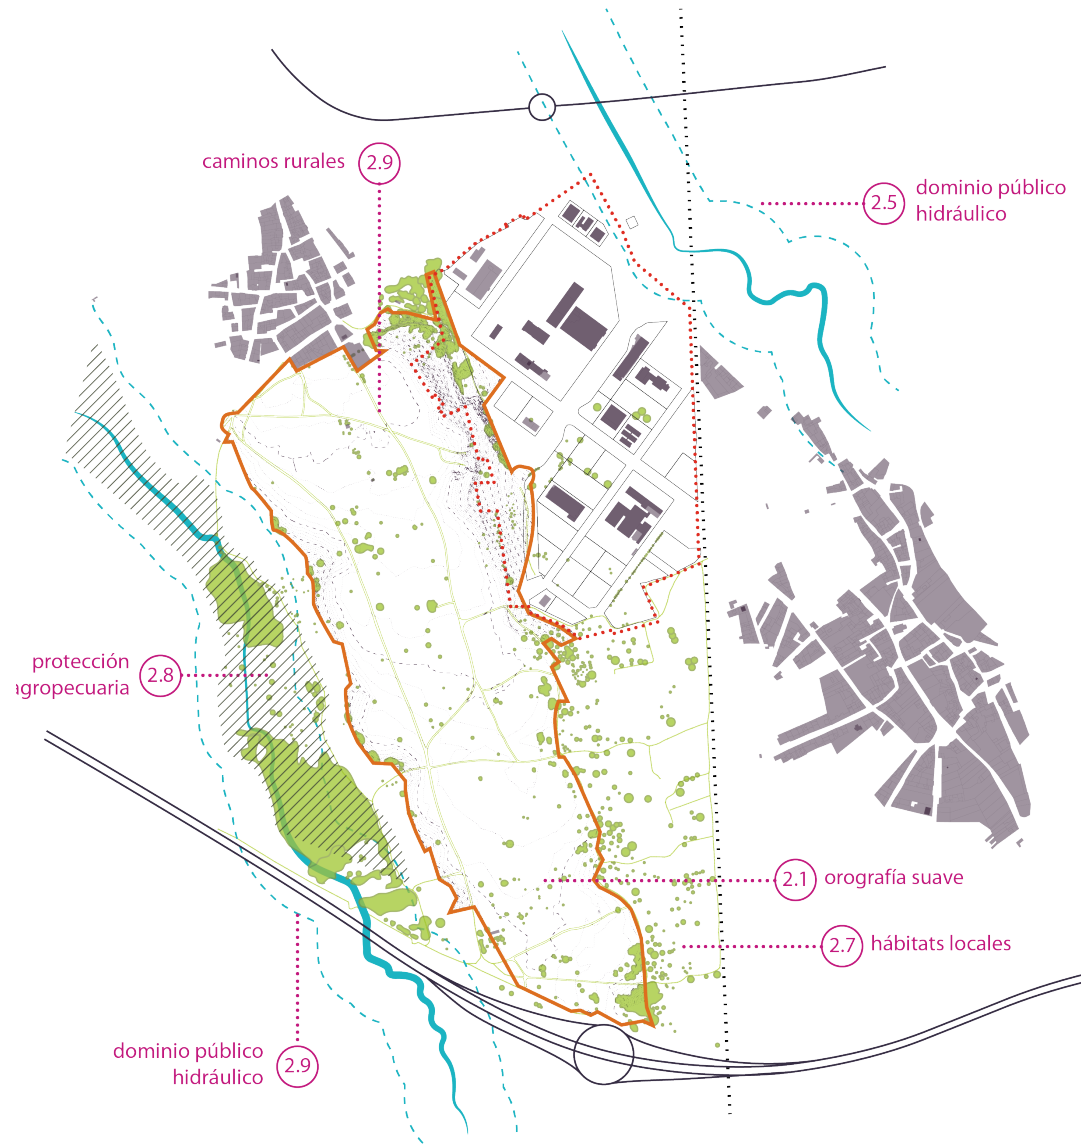 caminos rurales 2.9
2.5 dominio público
hidráulico
protección
agropecuaria 2.8
2.1 orografía suave
2.7 hábitats locales
dominio público
hidráulico 2.9